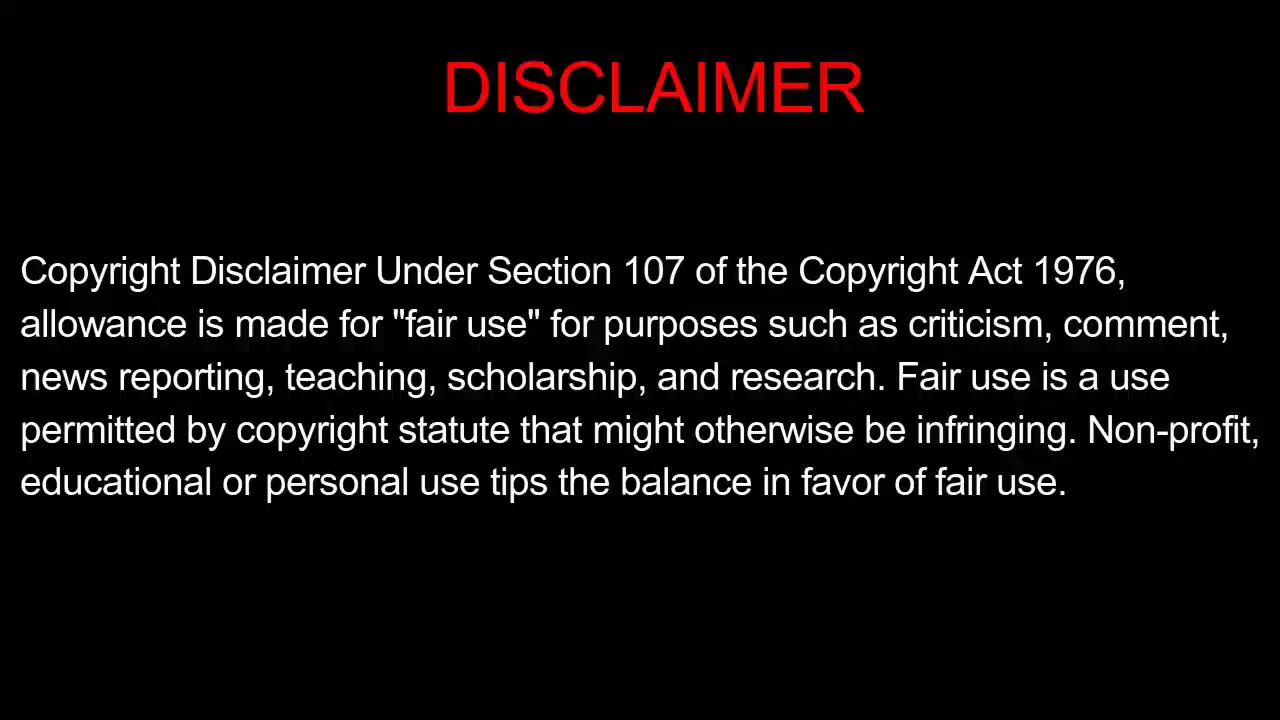 DISCLAIMER
Copyright Disclaimer Under Section 107 of the Copyright Act 1976,
allowance is made for "fair use" for purposes such as criticism, comment,
news reporting, teaching, scholarship, and research. Fair use is a use
permitted by copyright statute that might otherwise be infringing. Non-profit,
educational or personal use tips the balance in favor of fair use.